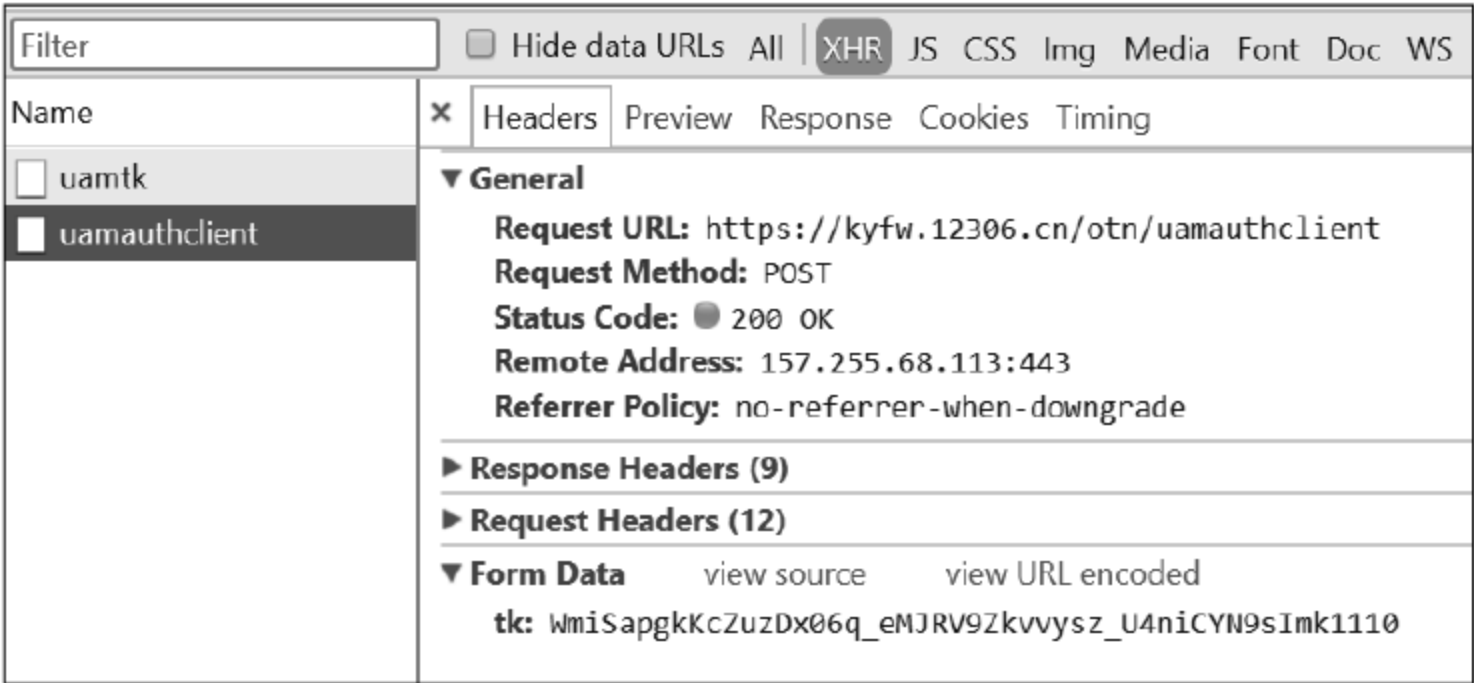 Filter Hide data URLs All XHR JS CSS Img Media Font Doc WS
Name × Headers Preview Response Cookies Timing
uamtk
uamauthclient
▼ General
Request URL: https://kyfw.12306.cn/otn/uamauthclient
Request Method: POST
Status Code: 200 OK
Remote Address: 157.255.68.113:443
Referrer Policy: no-referrer-when-downgrade
▶ Response Headers (9)
▶ Request Headers (12)
▼ Form Data view source view URL encoded
tk: WmiSapgkKcZuzDx06q_eMJRV9Zkvvysz_U4niCYN9sImk1110